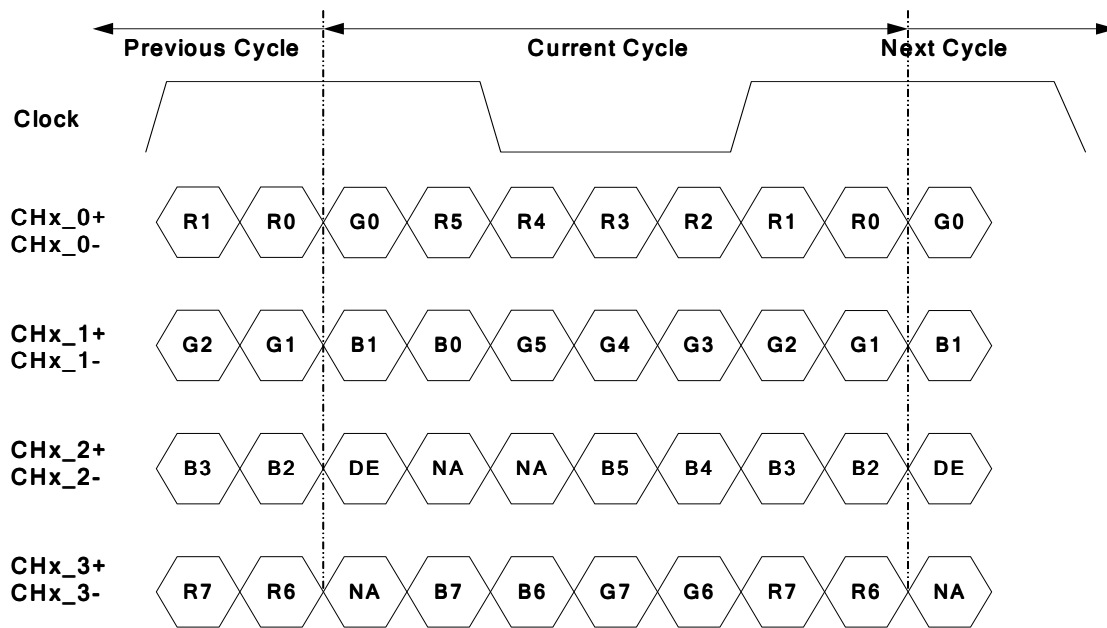 Previous Cycle Current Cycle Next Cycle
Clock
CHx_0+
CHx_0-
R1 R0 G0 R5 R4 R3 R2 R1 R0 G0
CHx_1+
CHx_1-
G2 G1 B1 B0 G5 G4 G3 G2 G1 B1
CHx_2+
CHx_2-
B3 B2 DE NA NA B5 B4 B3 B2 DE
CHx_3+
CHx_3-
R7 R6 NA B7 B6 G7 G6 R7 R6 NA